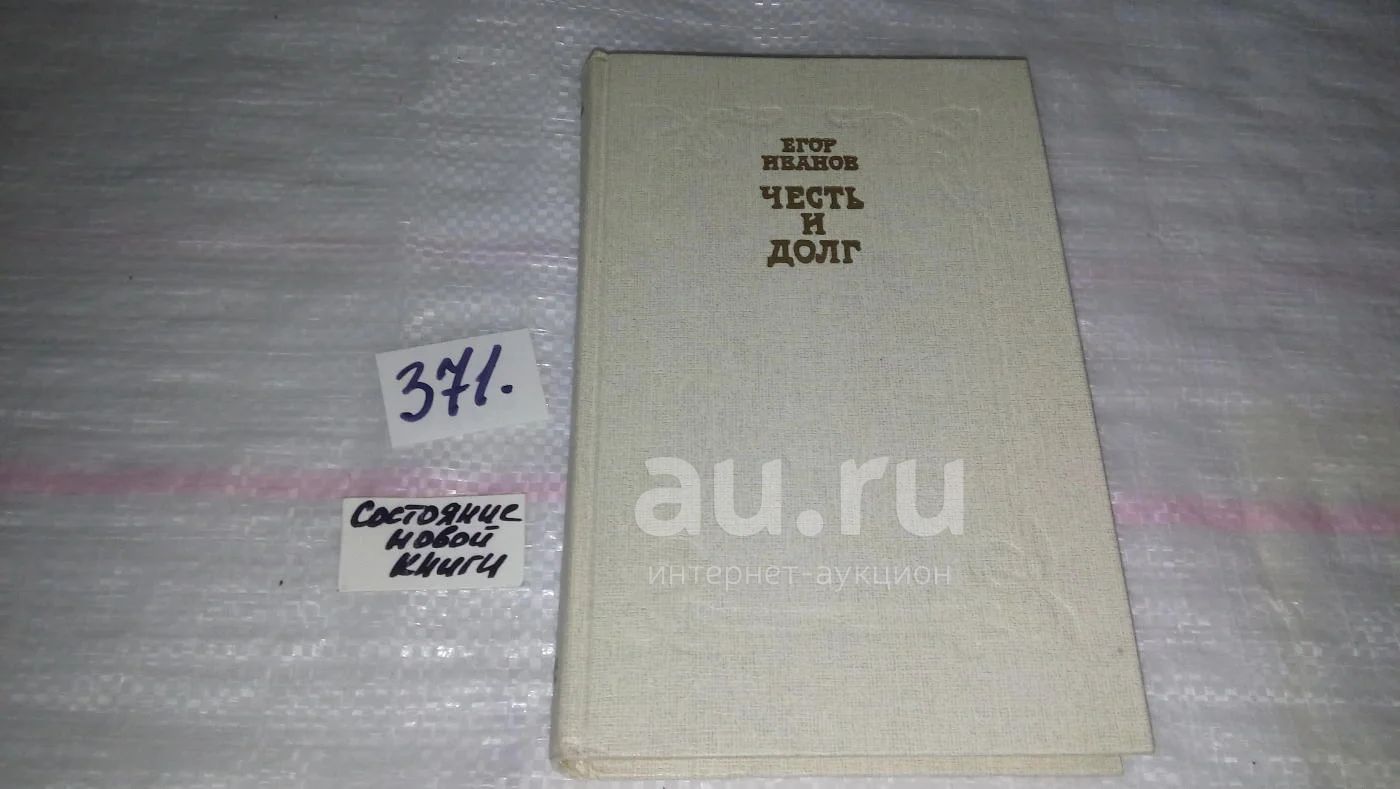 ЕГОР
ИВАНОВ
ЧЕСТЬ
И
ДОЛГ
371.
Состояние
новой
книги
au.ru
интернет-аукцион